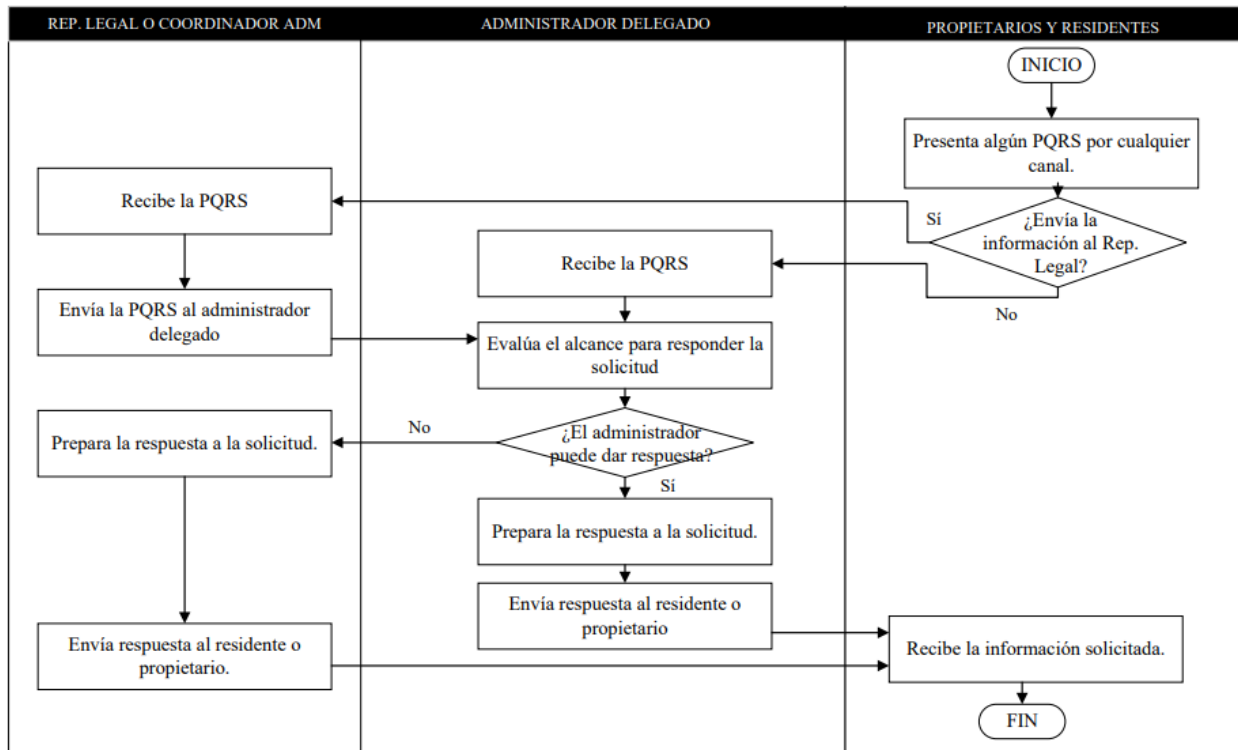 REP. LEGAL O COORDINADOR ADM
ADMINISTRADOR DELEGADO
PROPIETARIOS Y RESIDENTES
INICIO
Presenta algún PQRS por cualquier
canal.
¿Envía la
información al Rep.
Legal?
Sí
No
Recibe la PQRS
Envía la PQRS al administrador
delegado
Recibe la PQRS
Evalúa el alcance para responder la
solicitud
¿El administrador
puede dar respuesta?
No
Sí
Prepara la respuesta a la solicitud.
Prepara la respuesta a la solicitud.
Envía respuesta al residente o
propietario
Envía respuesta al residente o
propietario.
Recibe la información solicitada.
FIN